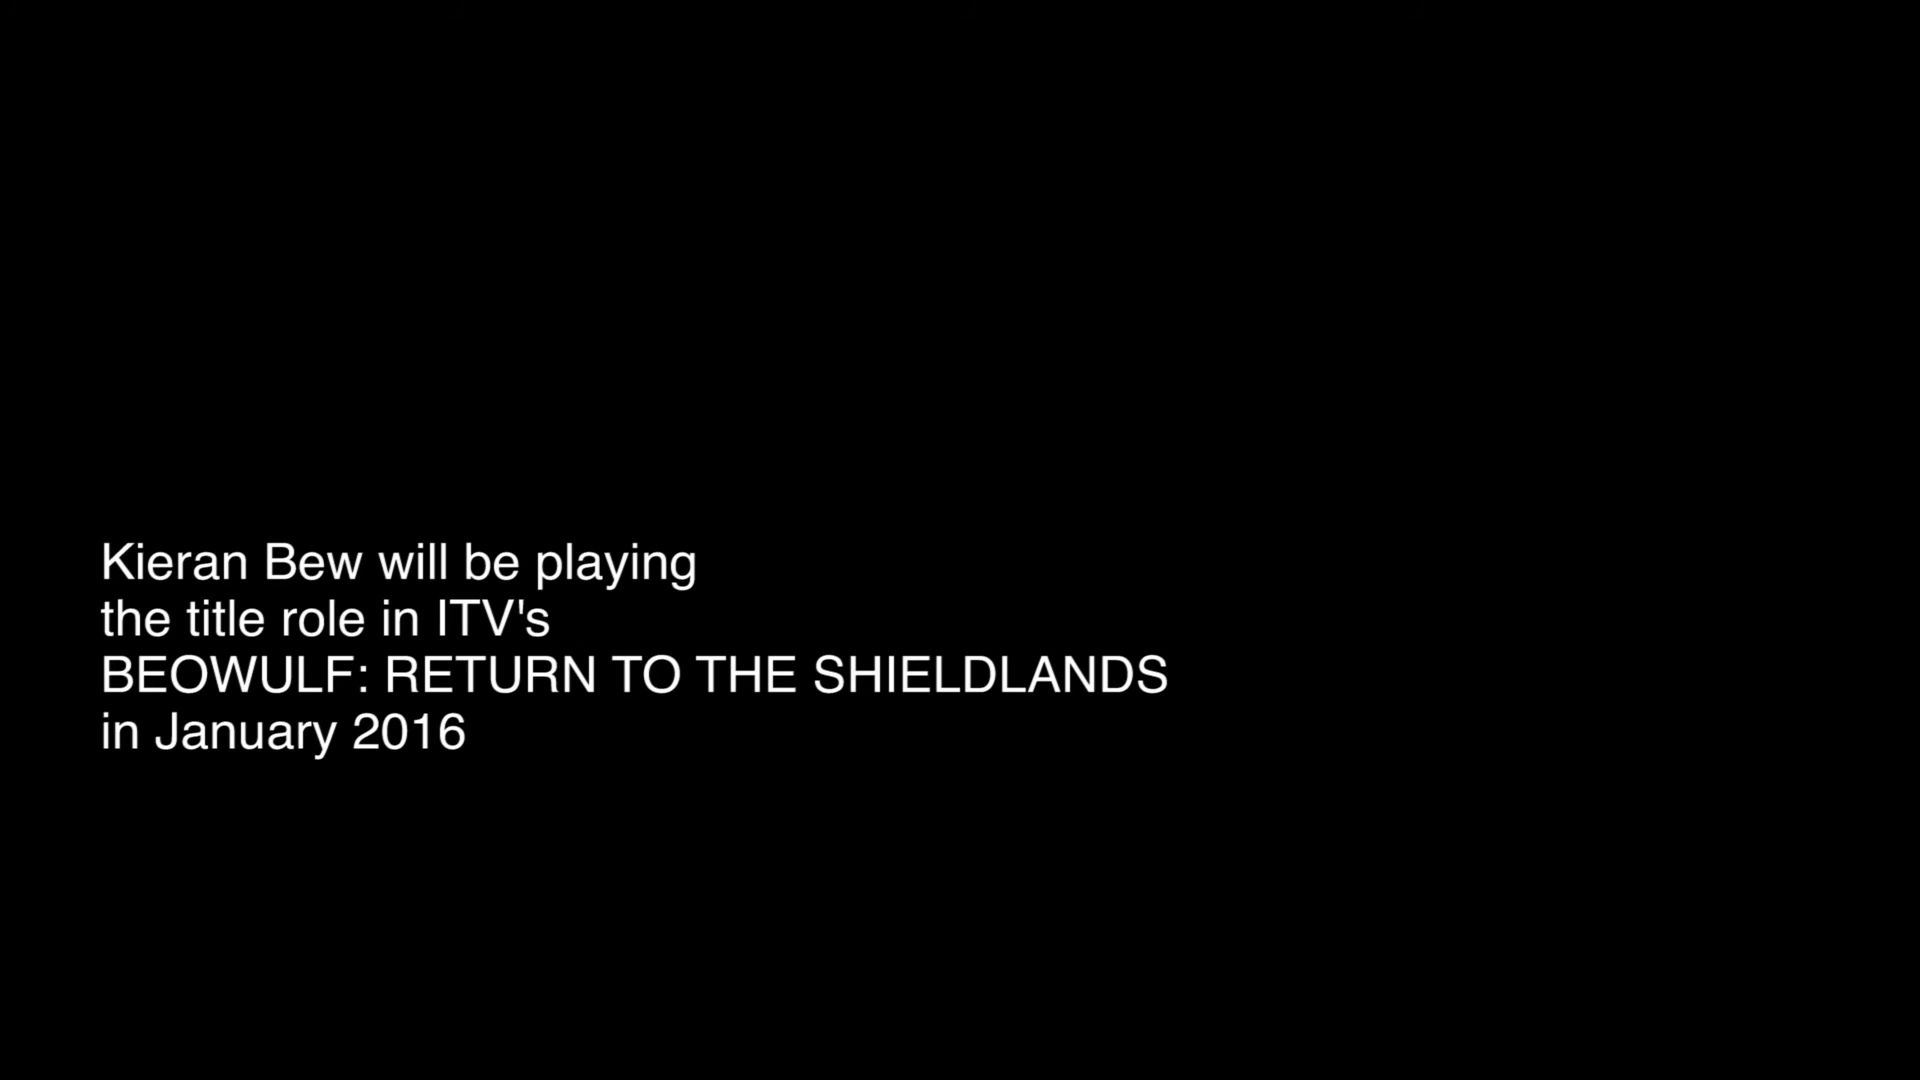 Kieran Bew will be playing
the title role in ITV's
BEOWULF: RETURN TO THE SHIELDLANDS
in January 2016